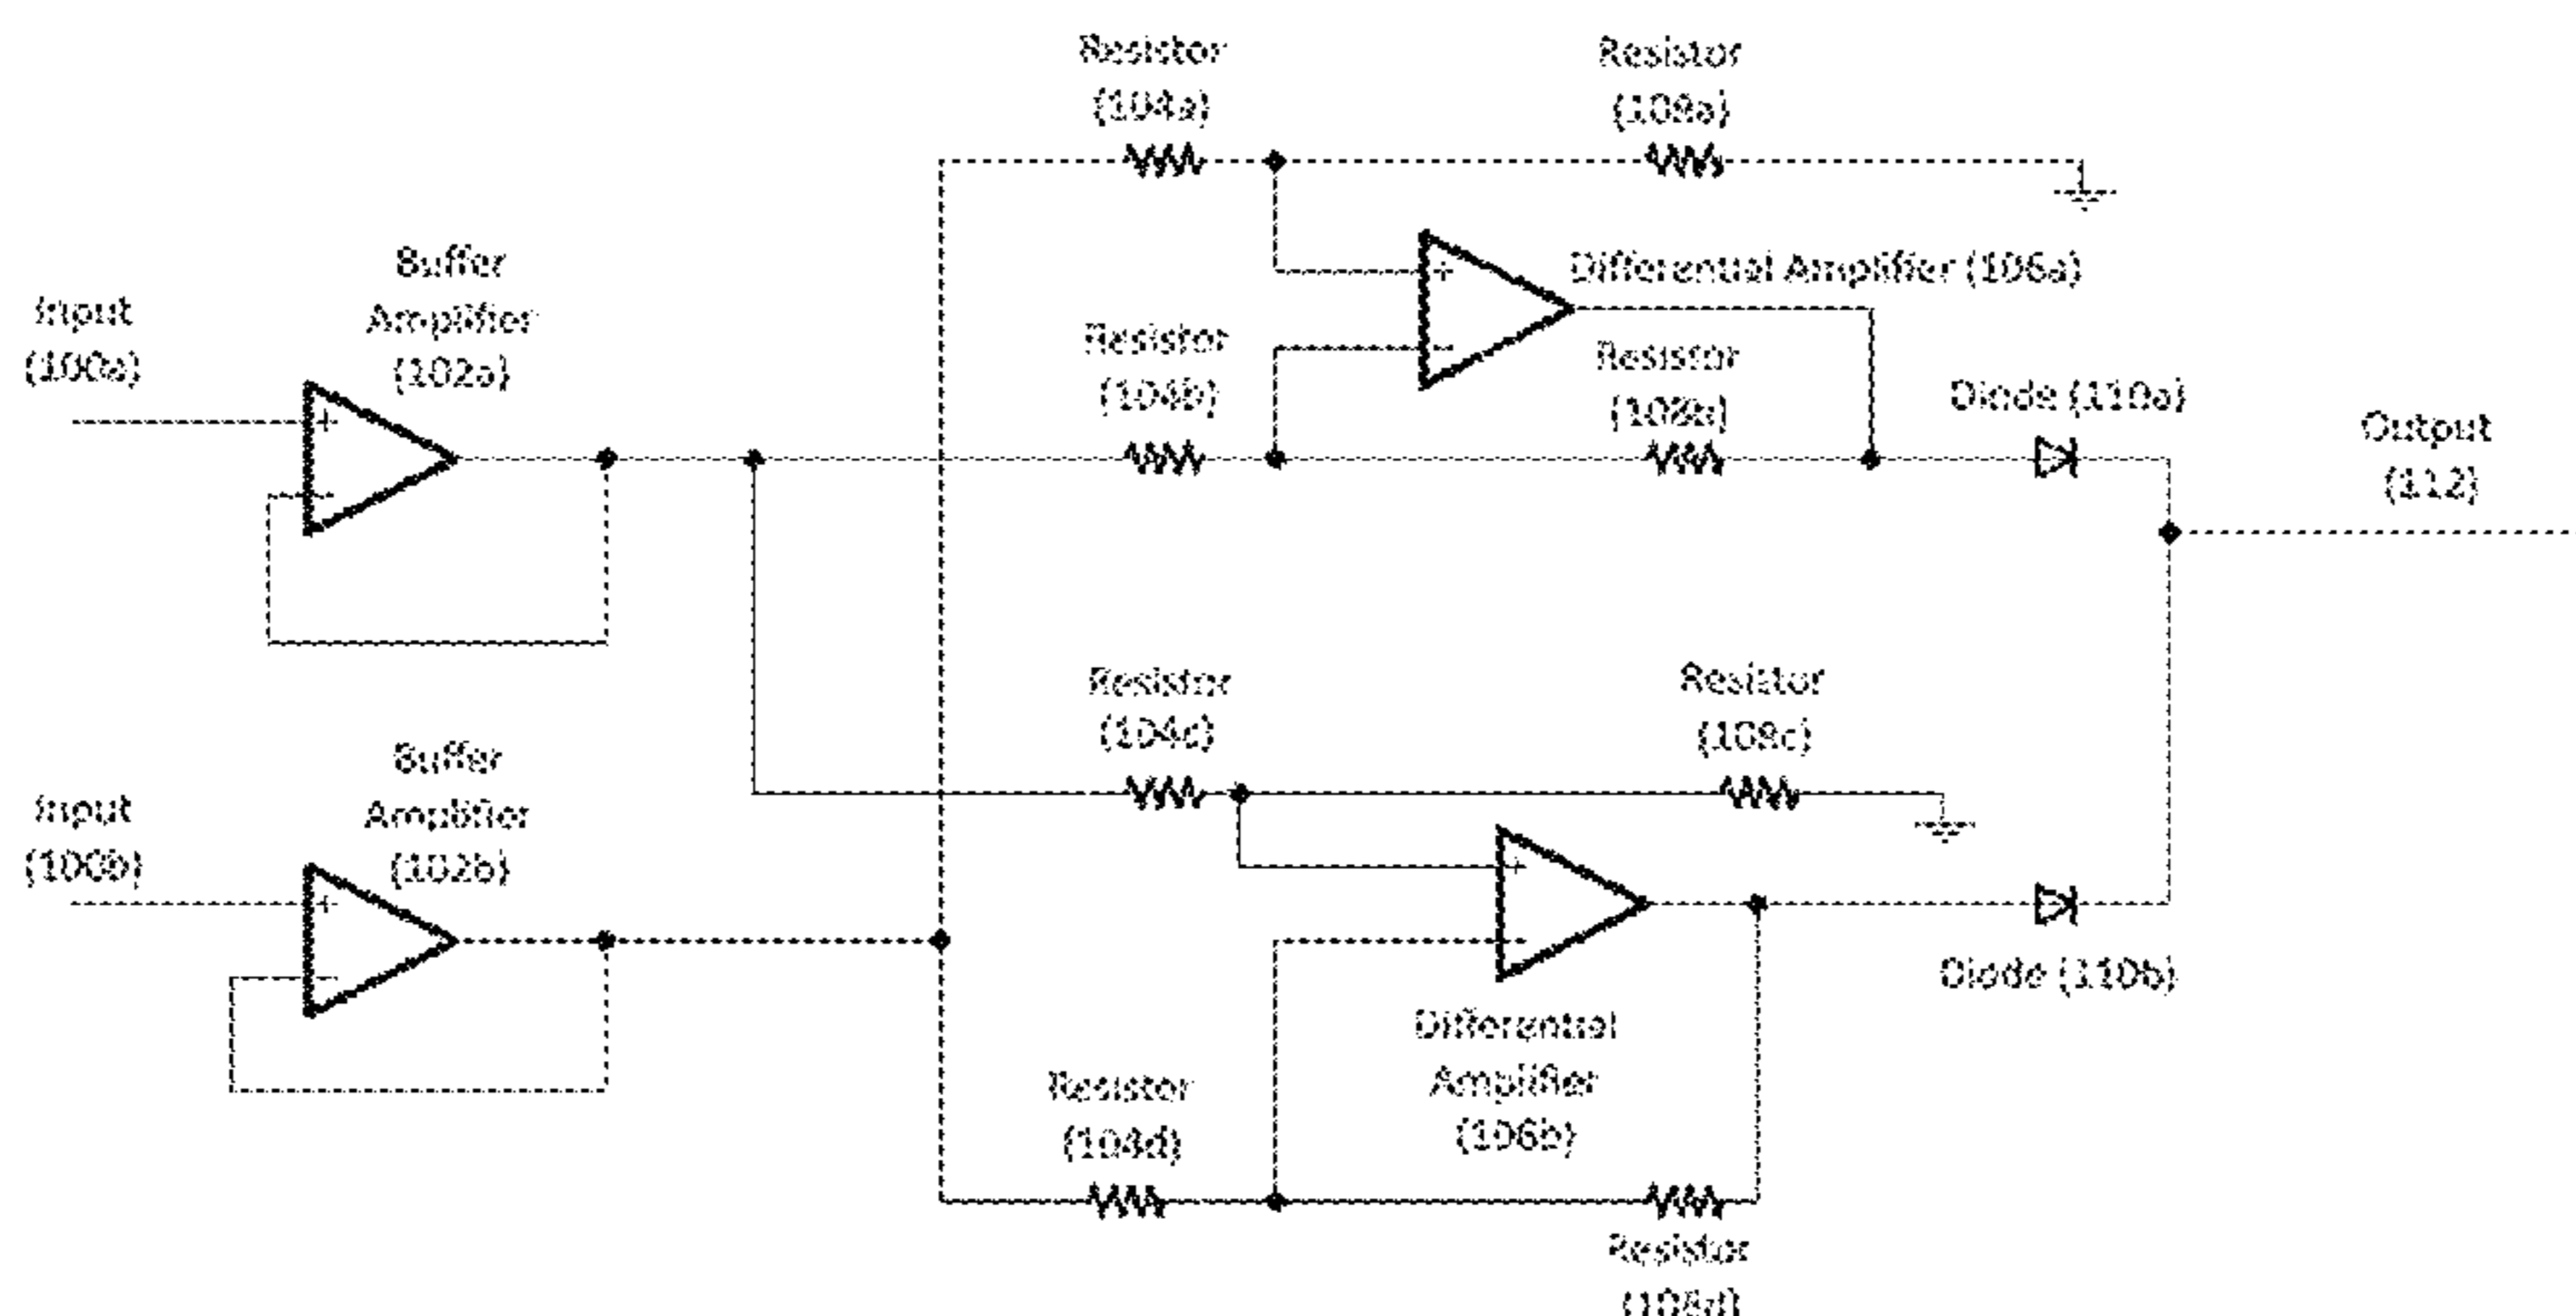 Resistor
(104a)
Resistor
(108a)
Input
(100a)
Buffer
Amplifier
(102a)
+
Differential Amplifier (106a)
+
-
Resistor
(104b)
Resistor
(108b)
Diode (110a)
Output
(112)
-
Resistor
(104c)
Resistor
(108c)
Input
(100b)
Buffer
Amplifier
(102b)
+
-
+
-
Differential
Amplifier
(106b)
Diode (110b)
Resistor
(104d)
Resistor
(108d)